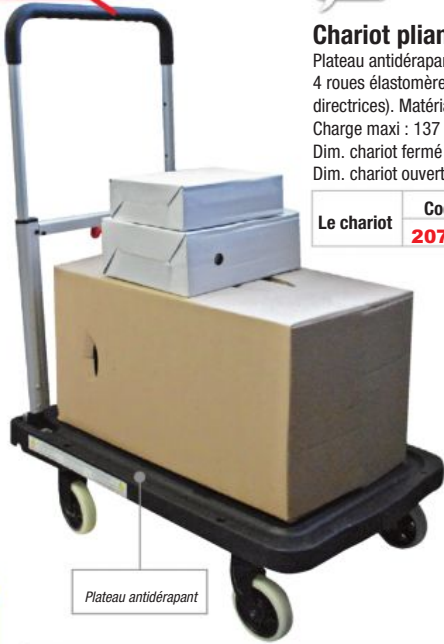 Chariot plian
Plateau antidérapan
4 roues élastomère
directrices). Matéria
Charge maxi : 137
Dim. chariot fermé
Dim. chariot ouvert
Le chariot
Co
207
Plateau antidérapant